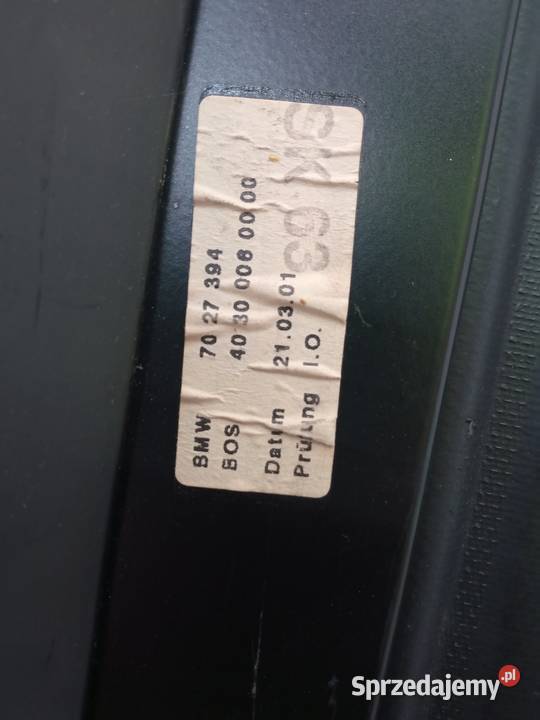 SK 63
BMW 70 27 394
BOS 40 30 006 00 00
Datum 21.03.01
Prüfung I.O.
Sprzedajemy.pl